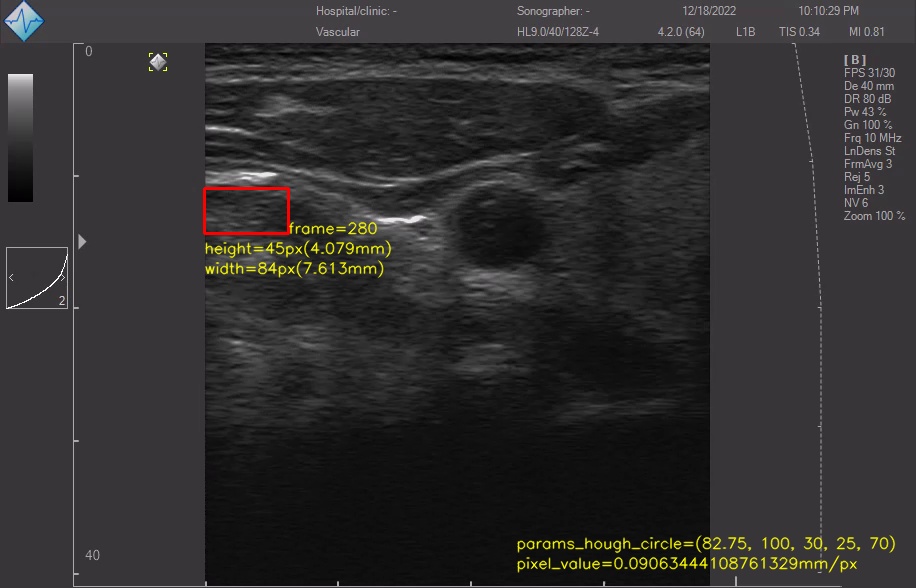 Hospital/clinic: - Sonographer: - 12/18/2022 10:10:29 PM
Vascular HL9.0/40/128Z-4 4.2.0 (64) L1B TIS 0.34 MI 0.81
0
[B]
FPS 31/30
De 40 mm
DR 80 dB
Pw 43 %
Gn 100 %
Frq 10 MHz
LnDens St
FrmAvg 3
Rej 5
ImEnh 3
NV 6
Zoom 100 %
frame=280
height=45px(4.079mm)
width=84px(7.613mm)
2
params_hough_circle=(82.75, 100, 30, 25, 70)
40
pixel_value=0.09063444108761329mm/px